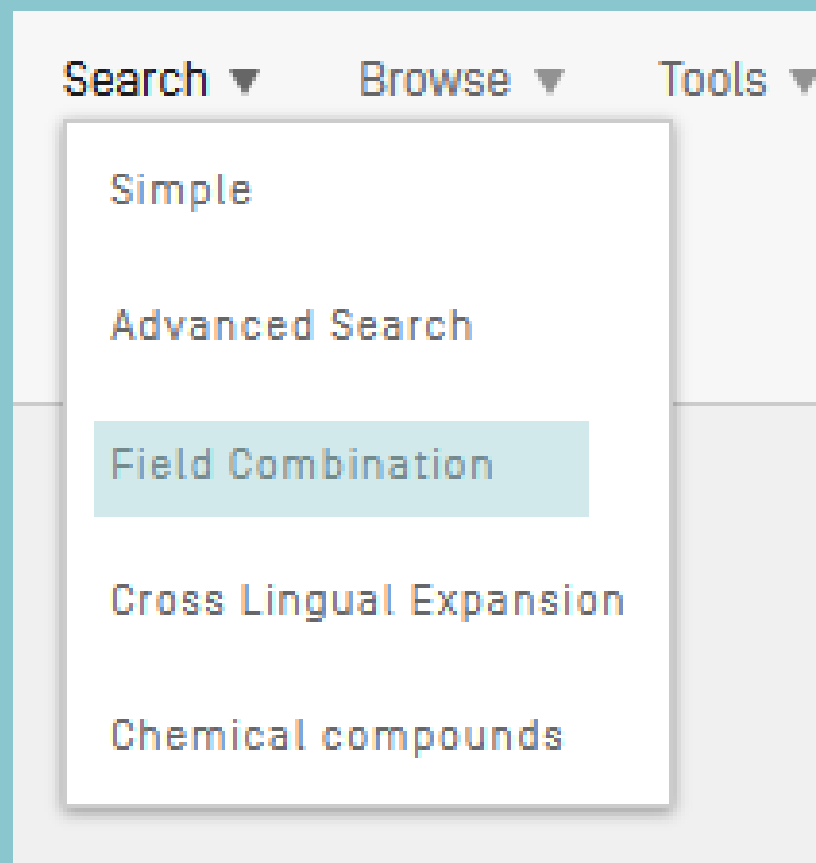 Search ▼ Browse ▼ Tools ▼
Simple
Advanced Search
Field Combination
Cross Lingual Expansion
Chemical compounds